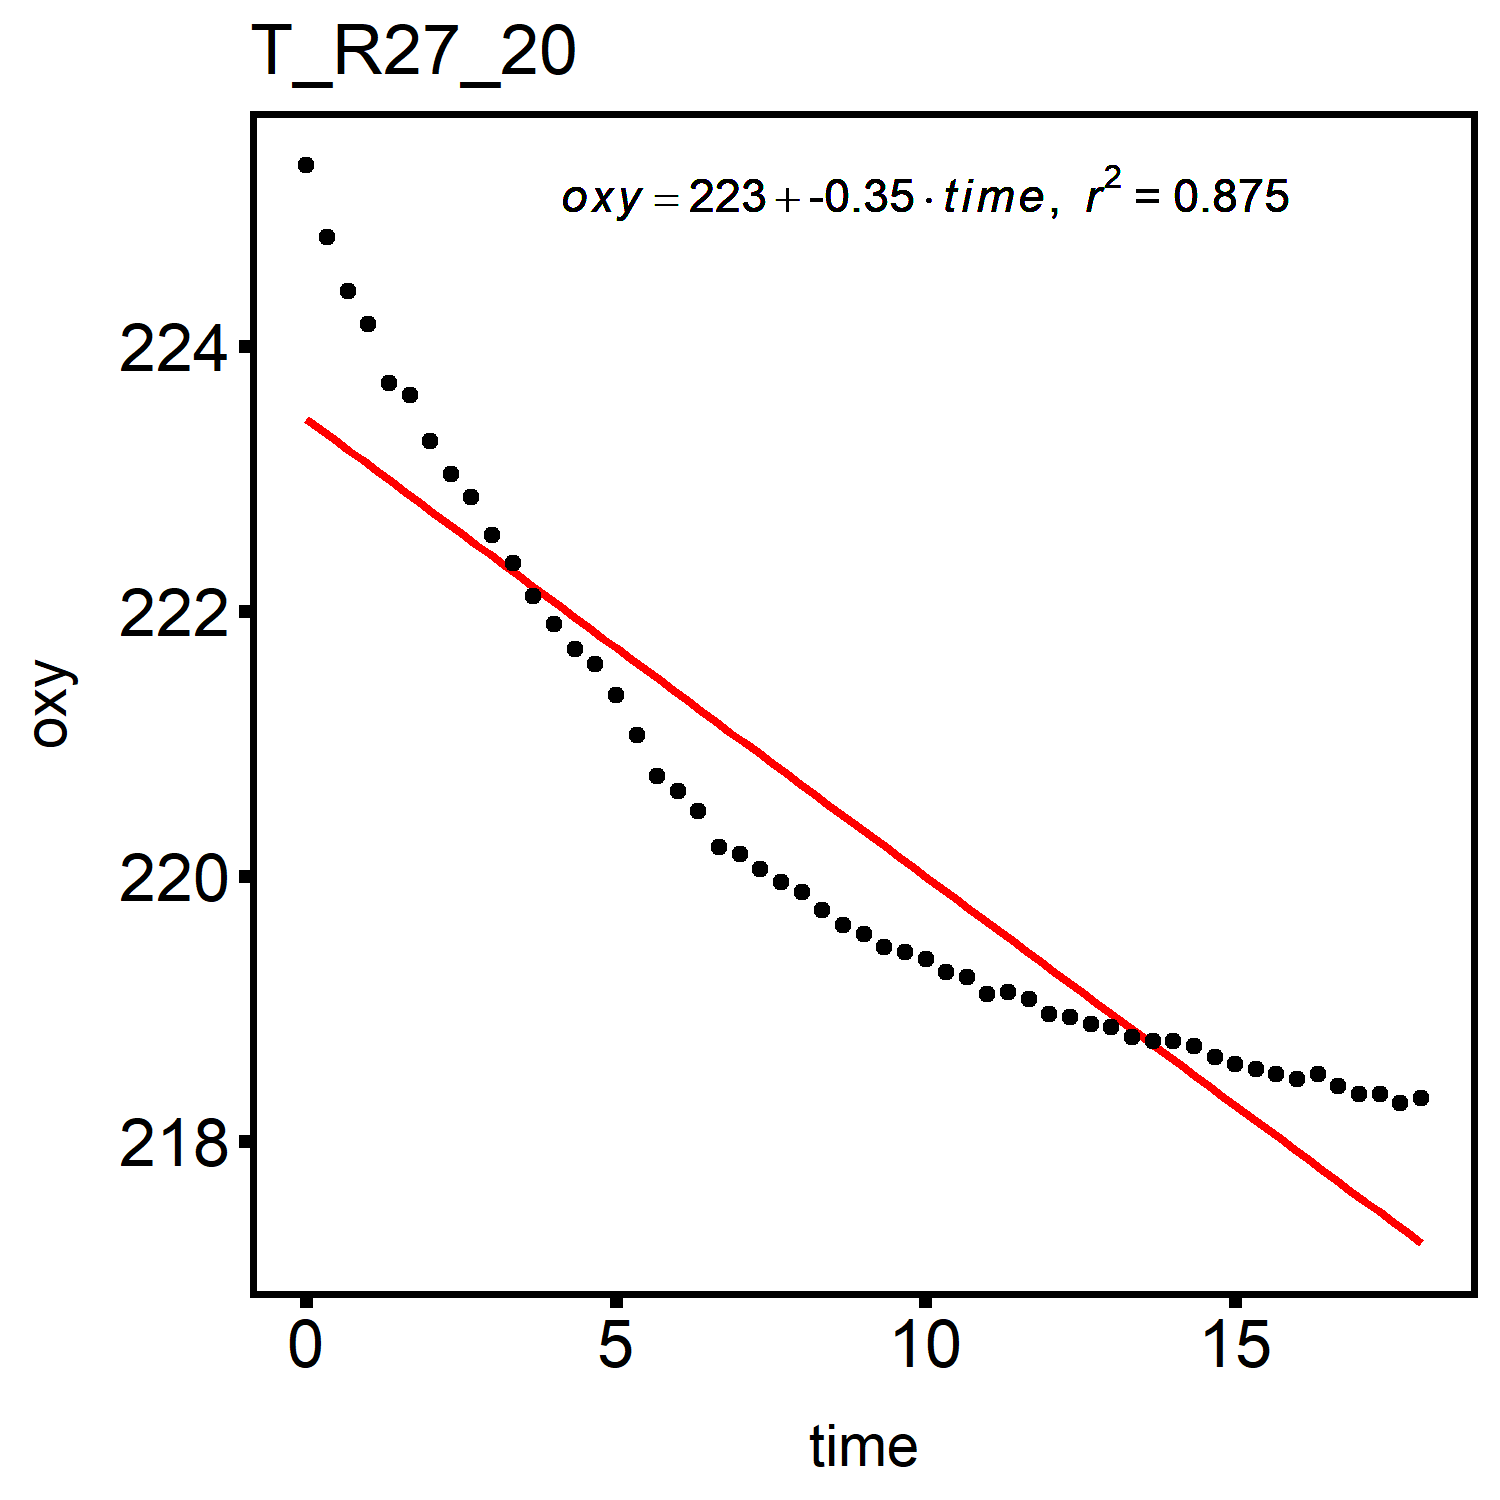 T_R27_20
oxy = 223 + -0.35 · time, r² = 0.875
224
222
220
218
oxy
0 5 10 15
time